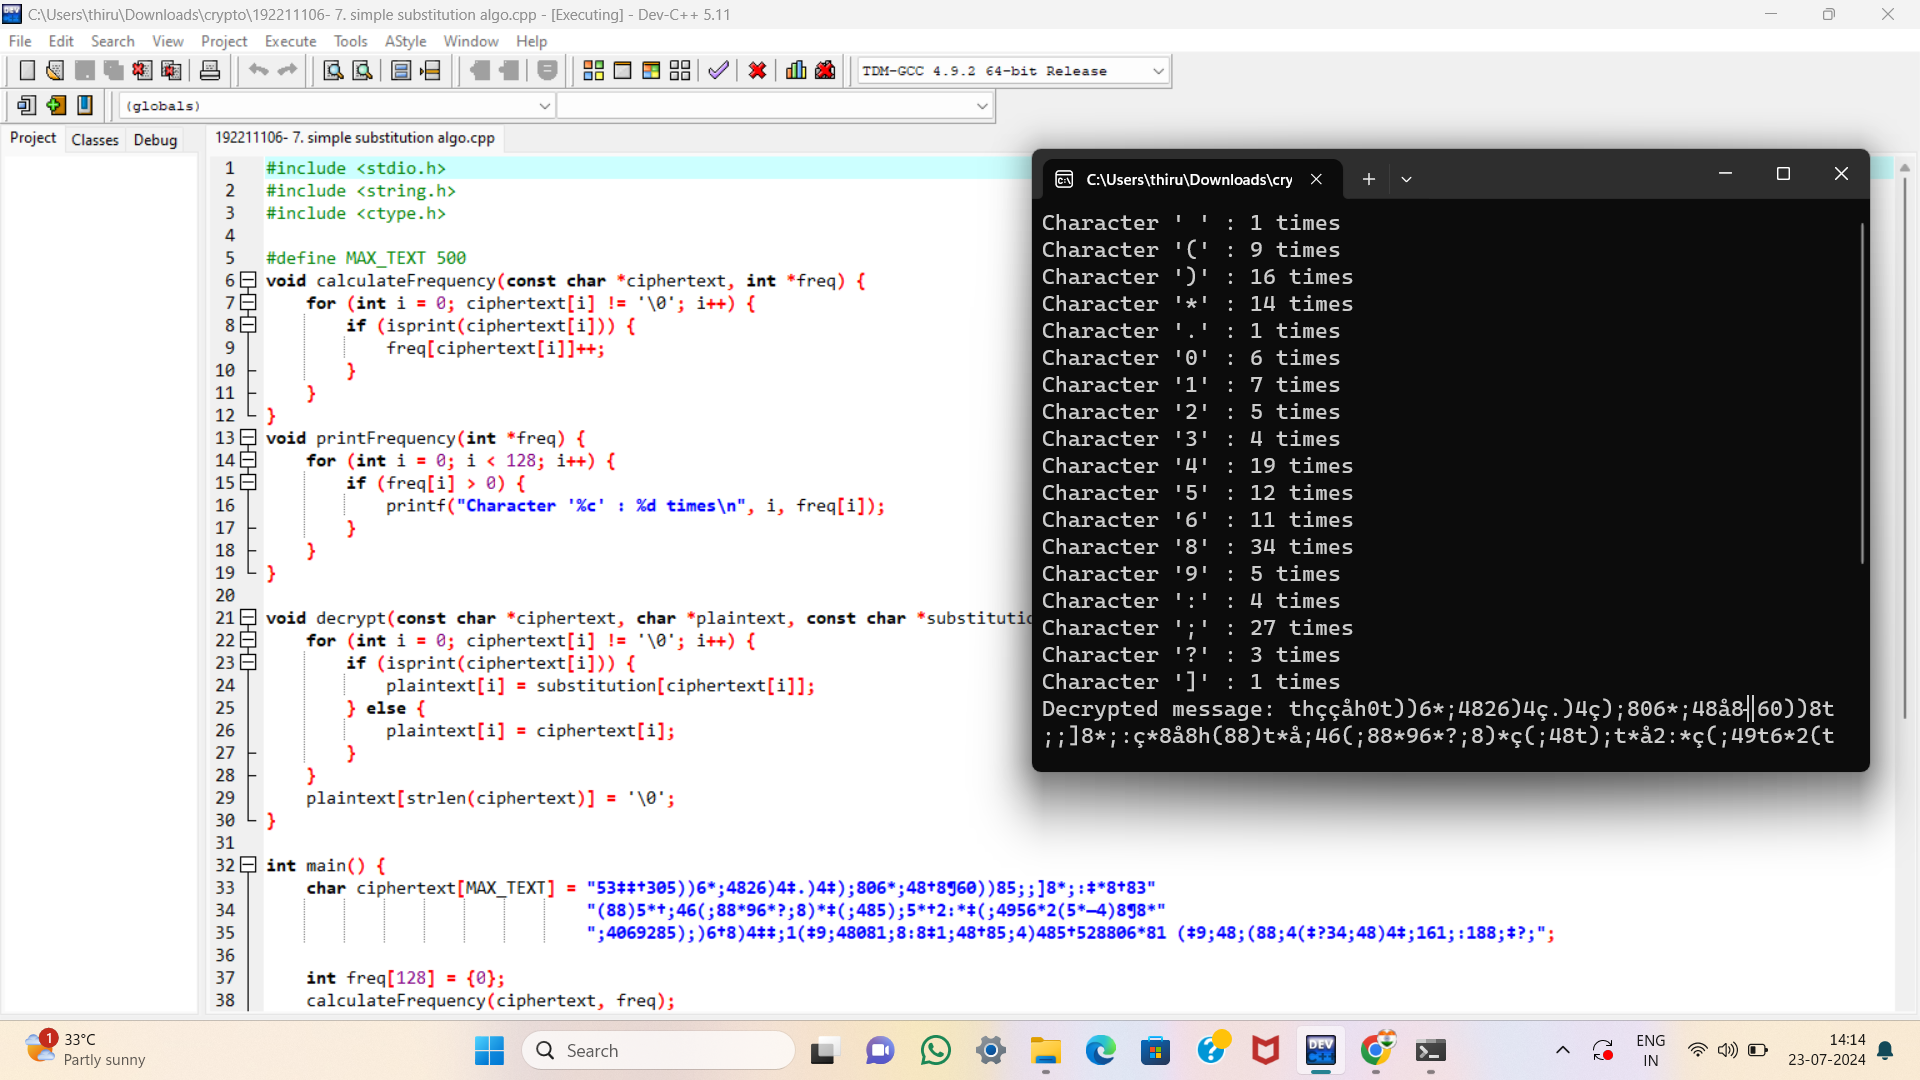 C:\Users\thiru\Downloads\crypto\192211106- 7. simple substitution algo.cpp - [Executing] - Dev-C++ 5.11
File Edit Search View Project Execute Tools AStyle Window Help
TDM-GCC 4.9.2 64-bit Release
(globals)
Project Classes Debug
192211106- 7. simple substitution algo.cpp
1 #include <stdio.h>
2 #include <string.h>
3 #include <ctype.h>
4
5 #define MAX_TEXT 500
6 void calculateFrequency(const char *ciphertext, int *freq) {
7 for (int i = 0; ciphertext[i] != '\0'; i++) {
8 if (isprint(ciphertext[i])) {
9 freq[ciphertext[i]]++;
10 }
11 }
12 }
13 void printFrequency(int *freq) {
14 for (int i = 0; i < 128; i++) {
15 if (freq[i] > 0) {
16 printf("Character '%c' : %d times\n", i, freq[i]);
17 }
18 }
19 }
20
21 void decrypt(const char *ciphertext, char *plaintext, const char *substitutio
22 for (int i = 0; ciphertext[i] != '\0'; i++) {
23 if (isprint(ciphertext[i])) {
24 plaintext[i] = substitution[ciphertext[i]];
25 } else {
26 plaintext[i] = ciphertext[i];
27 }
28 }
29 plaintext[strlen(ciphertext)] = '\0';
30 }
31
32 int main() {
33 char ciphertext[MAX_TEXT] = "53‡‡†305))6*;4826)4‡.)4‡);806*;48†8¶60))85;;]8*;:‡*8†83"
34 "(88)5*†;46(;88*96*?;8)*‡(;485);5*†2:*‡(;4956*2(5*—4)8¶8*"
35 ";4069285);)6†8)4‡‡;1(‡9;48081;8:8‡1;48†85;4)485†528806*81 (‡9;48;(88;4(‡?34;48)4‡;161;:188;‡?;";
36
37 int freq[128] = {0};
38 calculateFrequency(ciphertext, freq);
C:\Users\thiru\Downloads\cry
Character ' ' : 1 times
Character '(' : 9 times
Character ')' : 16 times
Character '*' : 14 times
Character '.' : 1 times
Character '0' : 6 times
Character '1' : 7 times
Character '2' : 5 times
Character '3' : 4 times
Character '4' : 19 times
Character '5' : 12 times
Character '6' : 11 times
Character '8' : 34 times
Character '9' : 5 times
Character ':' : 4 times
Character ';' : 27 times
Character '?' : 3 times
Character ']' : 1 times
Decrypted message: thççåh0t))6*;4826)4ç.)4ç);806*;48å8╢60))8t
;;]8*;:ç*8å8h(88)t*å;46(;88*96*?;8)*ç(;48t);t*å2:*ç(;49t6*2(t
1
33°C
Partly sunny
Search
DEV
ENG
IN
14:14
23-07-2024